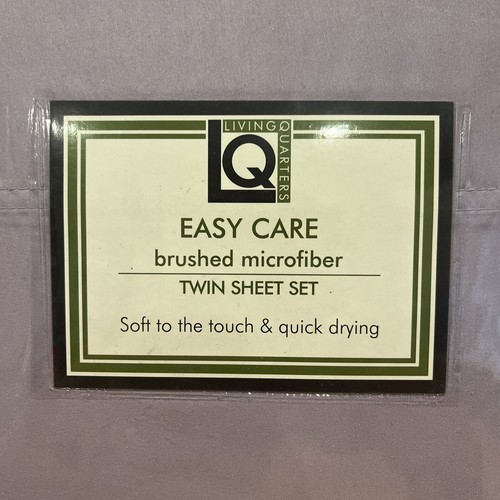 LIVING
QUARTERS
LQ
EASY CARE
brushed microfiber
TWIN SHEET SET
Soft to the touch & quick drying